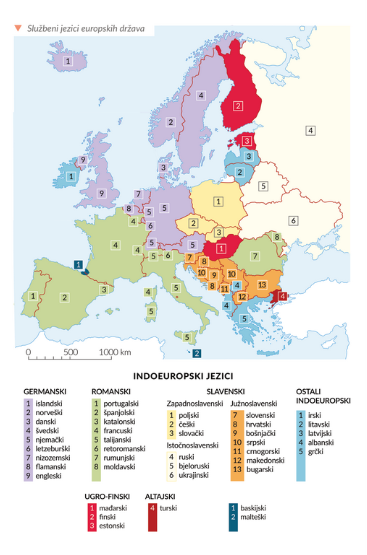 Službeni jezici europskih država
0 500 1000 km
INDOEUROPSKI JEZICI
GERMANSKI
1 islandski
2 norveški
3 danski
4 švedski
5 njemački
6 letzeburški
7 nizozemski
8 flamanski
9 engleski
ROMANSKI
1 portugalski
2 španjolski
3 katalonski
4 francuski
5 talijanski
6 retoromanski
7 rumunjski
8 moldavski
SLAVENSKI
Zapadnoslavenski
1 poljski
2 češki
3 slovački
Istočnoslavenski
4 ruski
5 bjeloruski
6 ukrajinski
Južnoslavenski
7 slovenski
8 hrvatski
9 bošnjački
10 srpski
11 crnogorski
12 makedonski
13 bugarski
OSTALI
INDOEUROPSKI
1 irski
2 litavski
3 latvijski
4 albanski
5 grčki
UGRO-FINSKI
1 mađarski
2 finski
3 estonski
ALTAJSKI
4 turski
1 baskijski
2 malteški